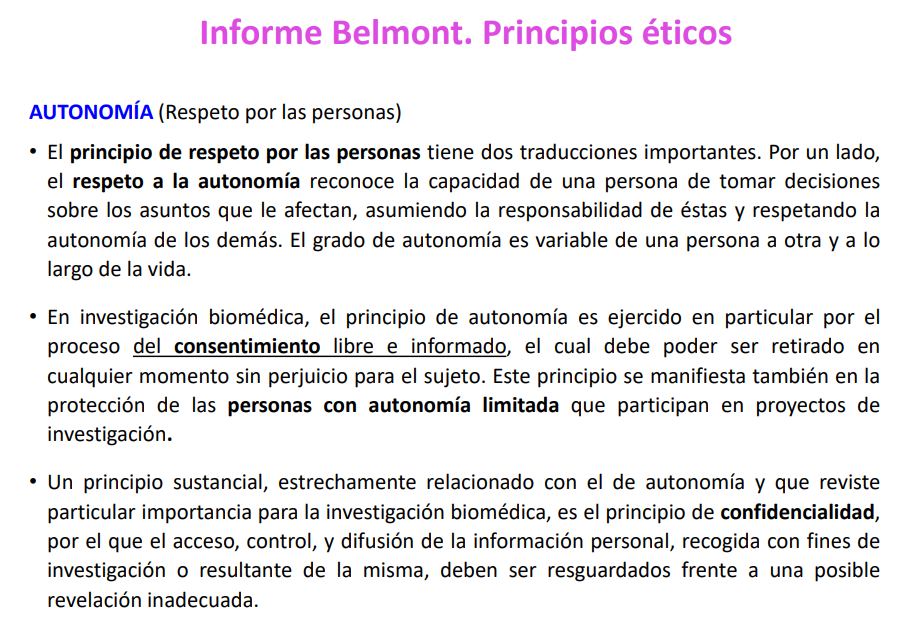 Informe Belmont. Principios éticos
AUTONOMÍA (Respeto por las personas)
• El principio de respeto por las personas tiene dos traducciones importantes. Por un lado,
el respeto a la autonomía reconoce la capacidad de una persona de tomar decisiones
sobre los asuntos que le afectan, asumiendo la responsabilidad de éstas y respetando la
autonomía de los demás. El grado de autonomía es variable de una persona a otra y a lo
largo de la vida.
• En investigación biomédica, el principio de autonomía es ejercido en particular por el
proceso del consentimiento libre e informado, el cual debe poder ser retirado en
cualquier momento sin perjuicio para el sujeto. Este principio se manifiesta también en la
protección de las personas con autonomía limitada que participan en proyectos de
investigación.
• Un principio sustancial, estrechamente relacionado con el de autonomía y que reviste
particular importancia para la investigación biomédica, es el principio de confidencialidad,
por el que el acceso, control, y difusión de la información personal, recogida con fines de
investigación o resultante de la misma, deben ser resguardados frente a una posible
revelación inadecuada.